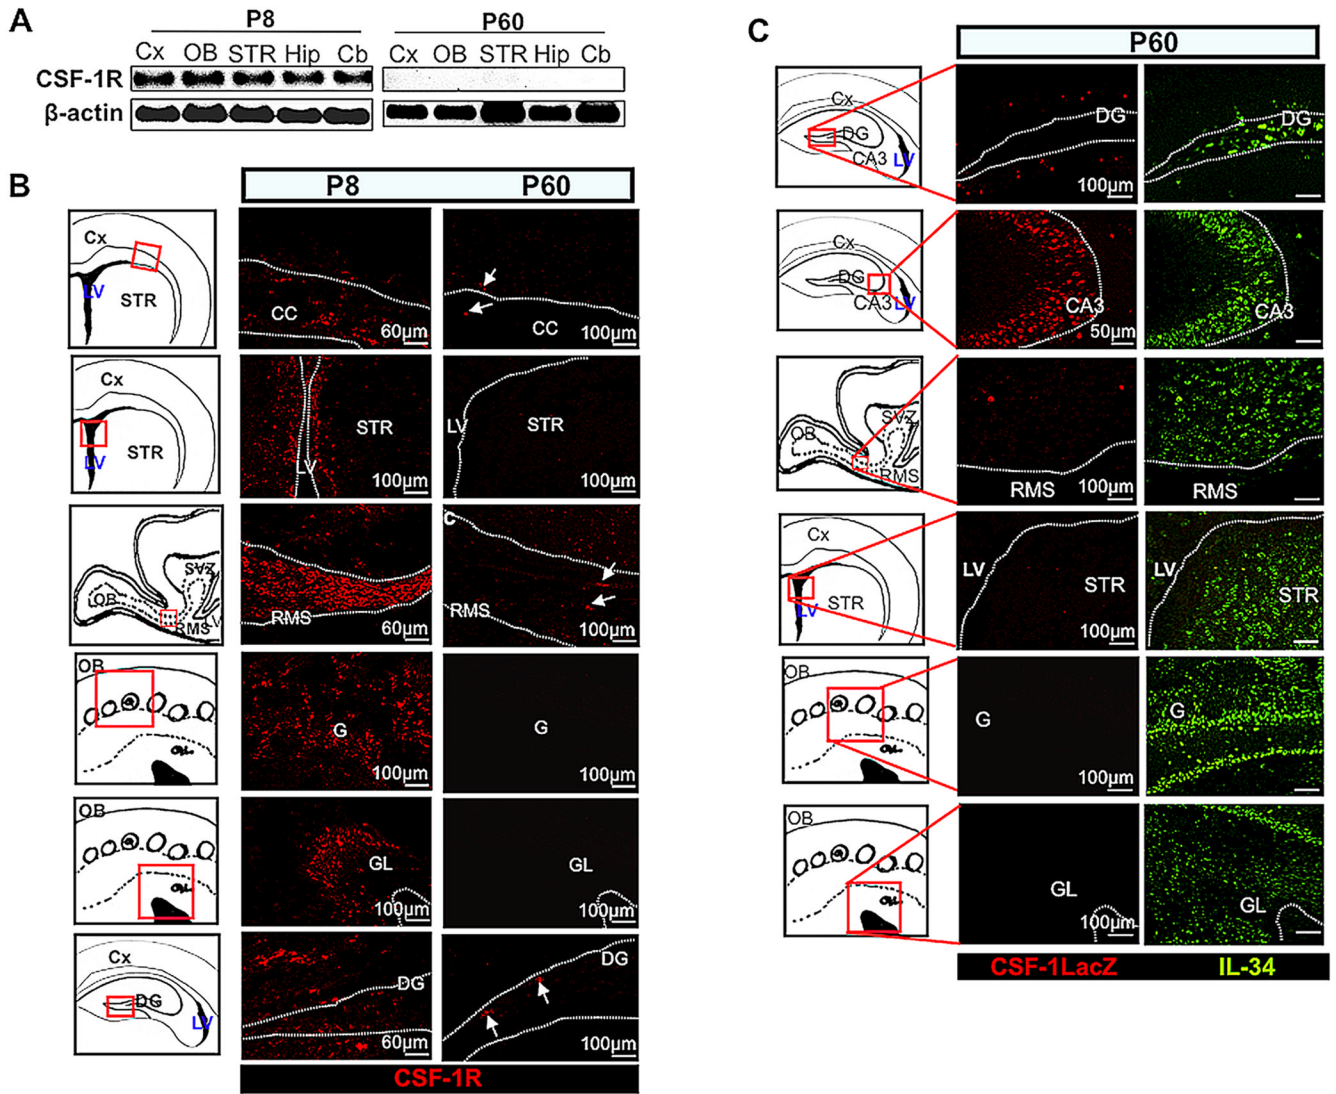 A
P8
P60
Cx OB STR Hip Cb
Cx OB STR Hip Cb
CSF-1R
β-actin
B
P8 P60
Cx
LV
STR
CC
60μm
CC
100μm
Cx
LV
STR
STR
LV
100μm
LV
STR
100μm
OB
SVZ
RMS
LV
RMS
60μm
c
RMS
100μm
OB
G
100μm
G
100μm
OB
GL
100μm
GL
100μm
Cx
DG
LV
DG
60μm
DG
100μm
CSF-1R
C
P60
Cx
DG
CA3 LV
DG
100μm
DG
Cx
DG
CA3 LV
CA3
50μm
CA3
SVZ
OB
RMS
RMS
100μm
RMS
Cx
STR
LV
LV
STR
100μm
LV
STR
OB
G
100μm
G
OB
GL
100μm
GL
CSF-1LacZ IL-34